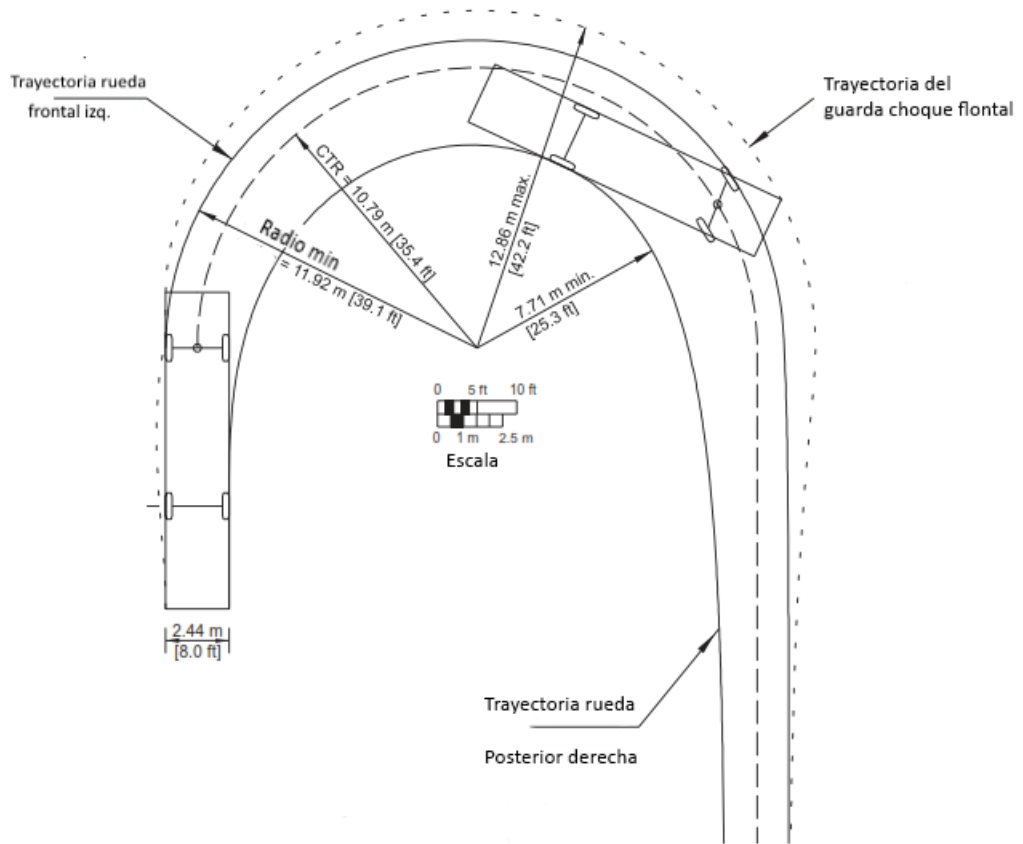 Trayectoria rueda
frontal izq.
Trayectoria del
guarda choque flontal
CTR = 10.79 m [35.4 ft]
12.86 m max.
[42.2 ft]
Radio min
= 11.92 m [39.1 ft]
7.71 m min.
[25.3 ft]
0 5 ft 10 ft
0 1 m 2.5 m
Escala
2.44 m
[8.0 ft]
Trayectoria rueda
Posterior derecha